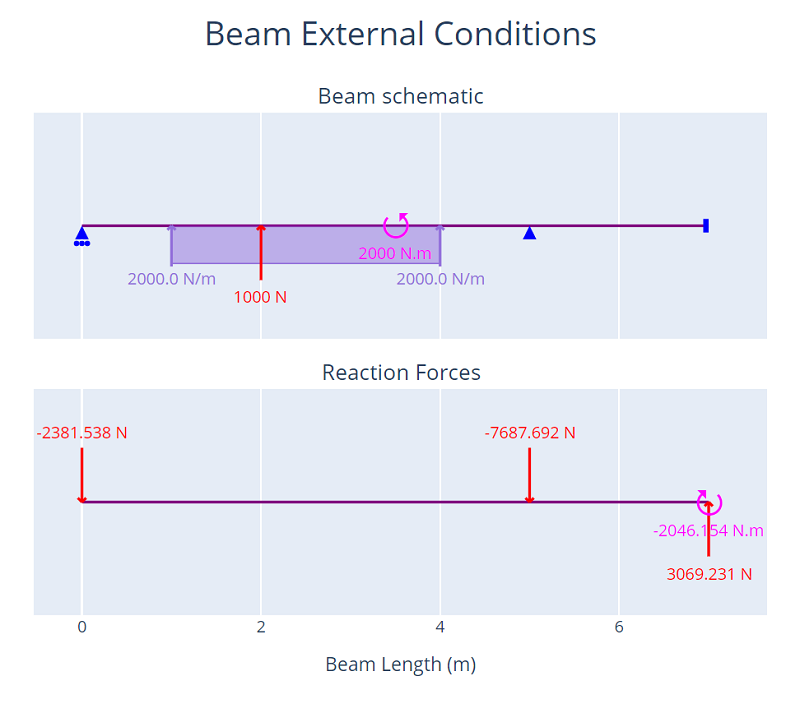 Beam External Conditions
Beam schematic
2000 N.m
2000.0 N/m
2000.0 N/m
1000 N
Reaction Forces
-2381.538 N
-7687.692 N
-2046.154 N.m
3069.231 N
0
2
4
6
Beam Length (m)